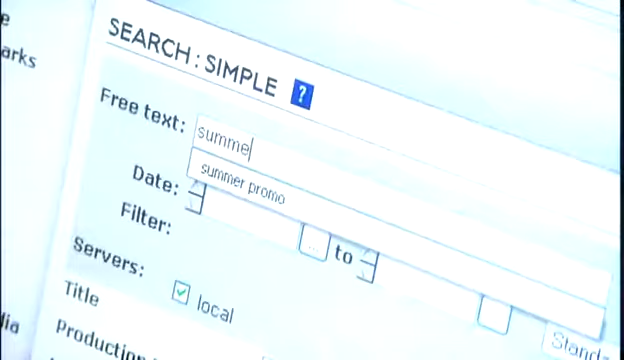 SEARCH : SIMPLE ?
Free text: summe
summer promo
Date: ... to
Filter:
Servers:
local
Title
Production
arks